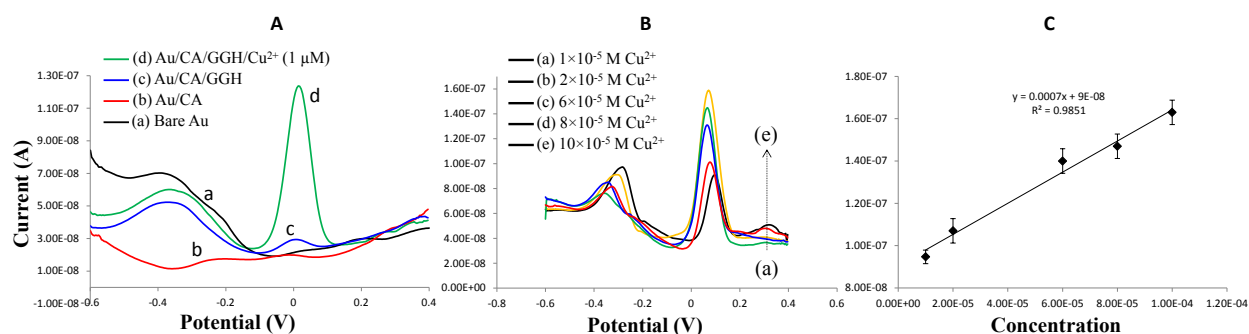 A
(d) Au/CA/GGH/Cu²⁺ (1 µM)
(c) Au/CA/GGH
(b) Au/CA
(a) Bare Au
1.30E-07
1.10E-07
9.00E-08
7.00E-08
5.00E-08
3.00E-08
1.00E-08
-1.00E-08
-0.6
-0.4
-0.2
0
0.2
0.4
Current (A)
Potential (V)
a
b
c
d
B
(a) 1×10⁻⁵ M Cu²⁺
(b) 2×10⁻⁵ M Cu²⁺
(c) 6×10⁻⁵ M Cu²⁺
(d) 8×10⁻⁵ M Cu²⁺
(e) 10×10⁻⁵ M Cu²⁺
1.60E-07
1.40E-07
1.20E-07
1.00E-07
8.00E-08
6.00E-08
4.00E-08
2.00E-08
0.00E+00
-0.6
-0.4
-0.2
0
0.2
0.4
Potential (V)
(e)
(a)
C
1.80E-07
1.60E-07
1.40E-07
1.20E-07
1.00E-07
8.00E-08
y = 0.0007x + 9E-08
R² = 0.9851
0.00E+00
2.00E-05
4.00E-05
6.00E-05
8.00E-05
1.00E-04
Concentration